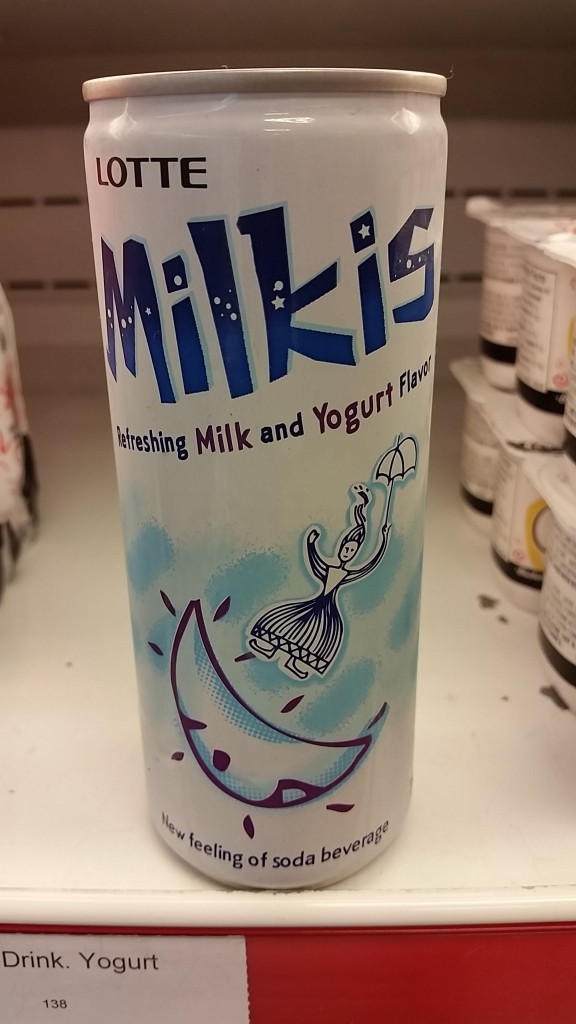 LOTTE
Milkis
Refreshing Milk and Yogurt Flavor
New feeling of soda beverage
Drink. Yogurt
138